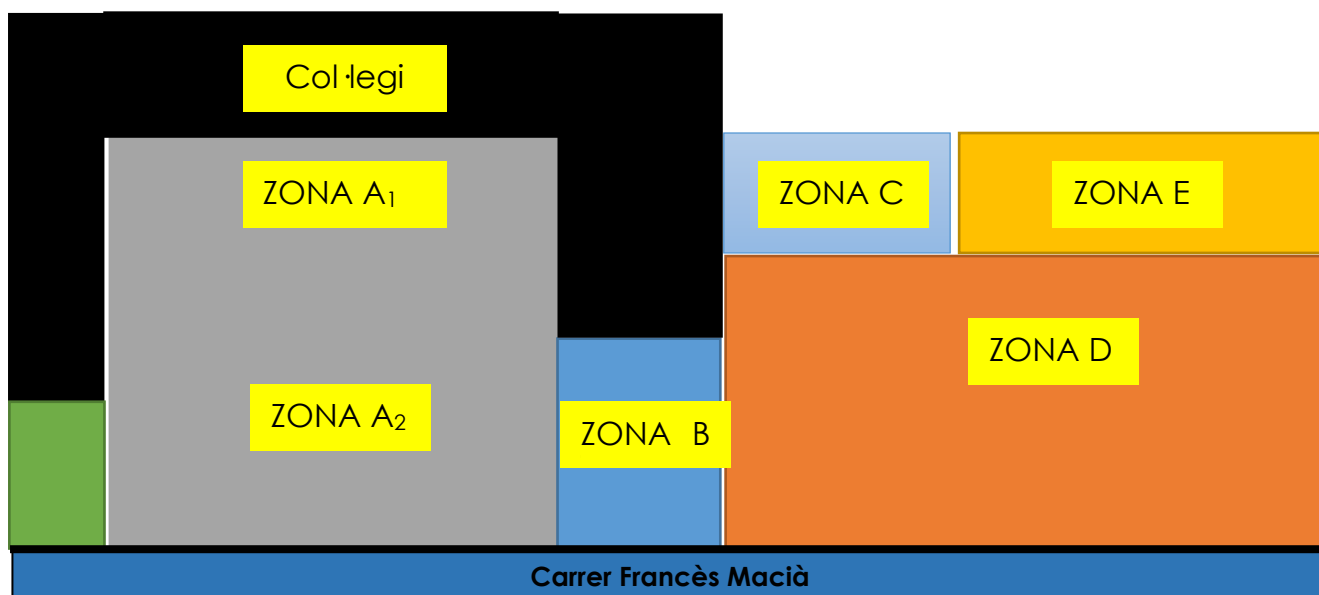 Col·legi
ZONA A₁
ZONA C
ZONA E
ZONA D
ZONA A₂
ZONA B
Carrer Francès Macià